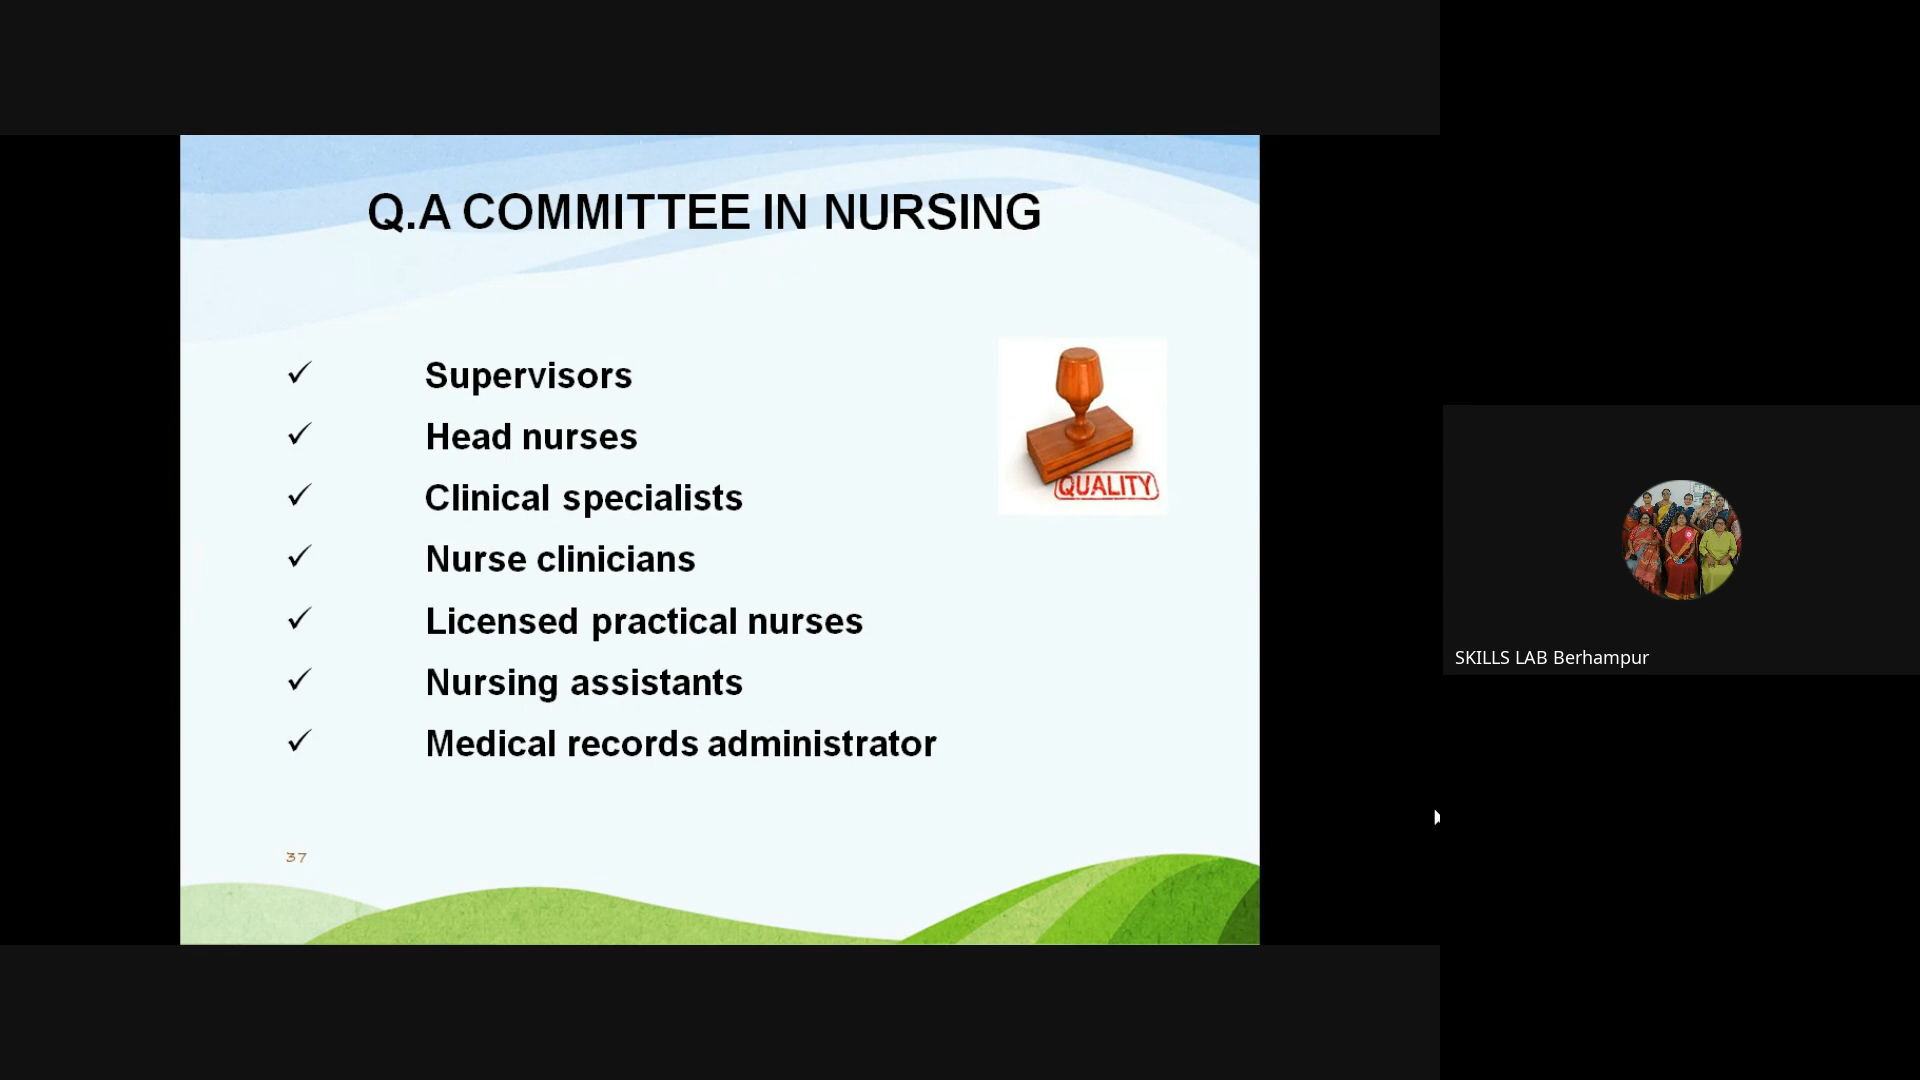 Q.A COMMITTEE IN NURSING
✓ Supervisors
✓ Head nurses
✓ Clinical specialists
✓ Nurse clinicians
✓ Licensed practical nurses
✓ Nursing assistants
✓ Medical records administrator
QUALITY
37
SKILLS LAB Berhampur